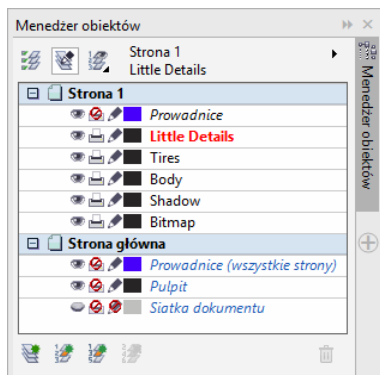 Menedżer obiektów
Strona 1
Little Details
Strona 1
Prowadnice
Little Details
Tires
Body
Shadow
Bitmap
Strona główna
Prowadnice (wszystkie strony)
Pulpit
Siatka dokumentu
Menedżer obiektów